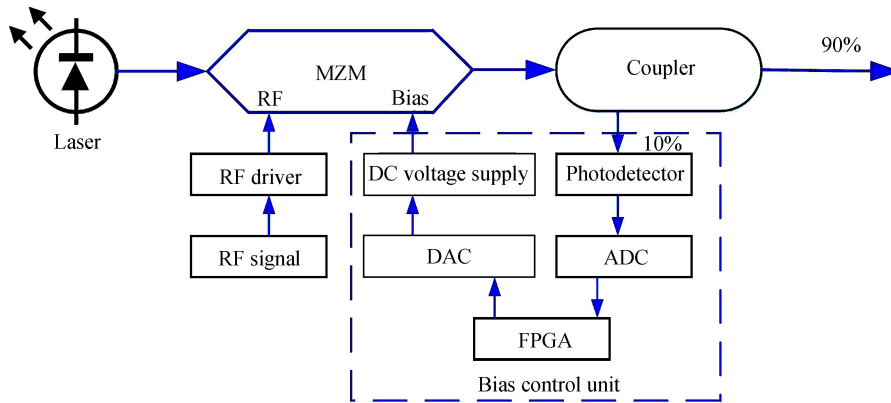 90%
MZM
Coupler
RF
Bias
Laser
10%
RF driver
DC voltage supply
Photodetector
RF signal
DAC
ADC
FPGA
Bias control unit